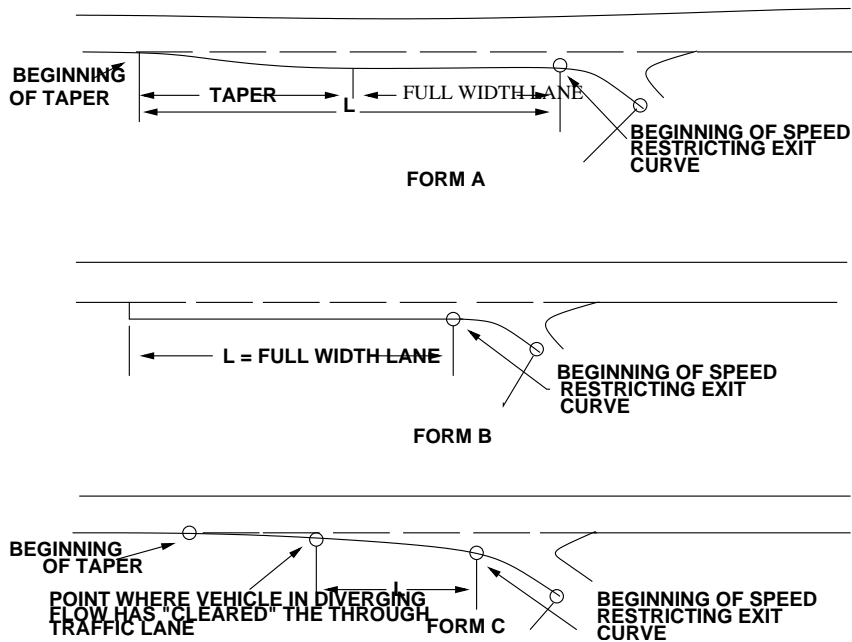 BEGINNING
OF TAPER
TAPER
FULL WIDTH LANE
L
BEGINNING OF SPEED
RESTRICTING EXIT
CURVE
FORM A
L = FULL WIDTH LANE
BEGINNING OF SPEED
RESTRICTING EXIT
CURVE
FORM B
BEGINNING
OF TAPER
L
POINT WHERE VEHICLE IN DIVERGING
FLOW HAS "CLEARED" THE THROUGH
TRAFFIC LANE
FORM C
BEGINNING OF SPEED
RESTRICTING EXIT
CURVE